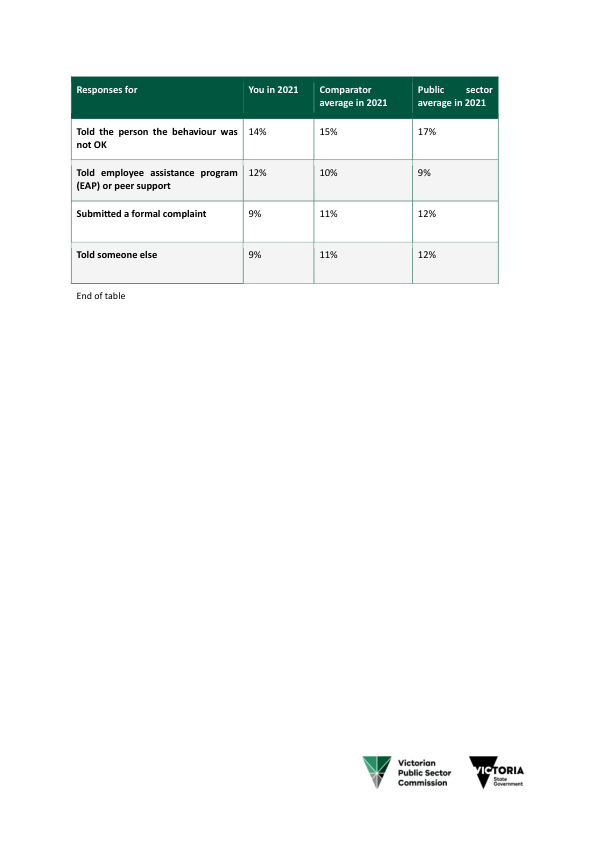 Responses for You in 2021 Comparator average in 2021 Public sector average in 2021
Told the person the behaviour was not OK 14% 15% 17%
Told employee assistance program (EAP) or peer support 12% 10% 9%
Submitted a formal complaint 9% 11% 12%
Told someone else 9% 11% 12%
End of table
Victorian
Public Sector
Commission
VICTORIA
State
Government